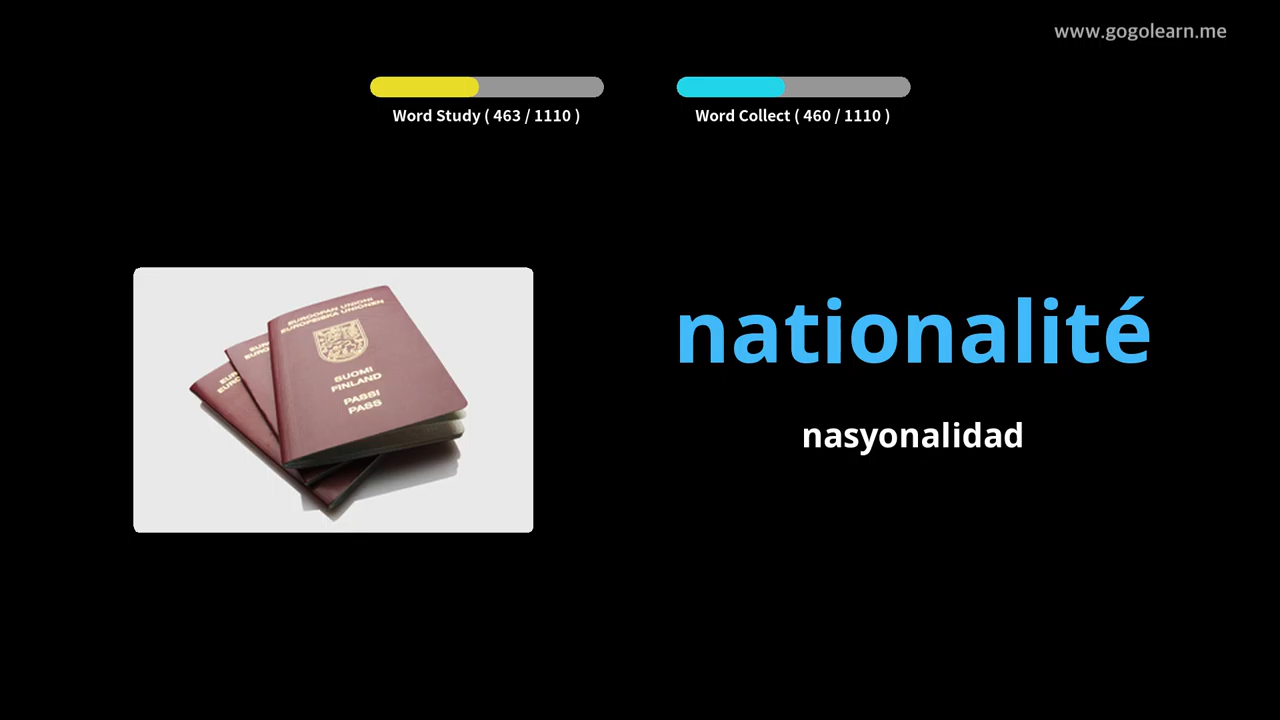 www.gogolearn.me
Word Study ( 463 / 1110 )
Word Collect ( 460 / 1110 )
EUROOPAN UNIONI
EUROPEISKA UNIONEN
SUOMI
FINLAND
PASSI
PASS
nationalité
nasyonalidad